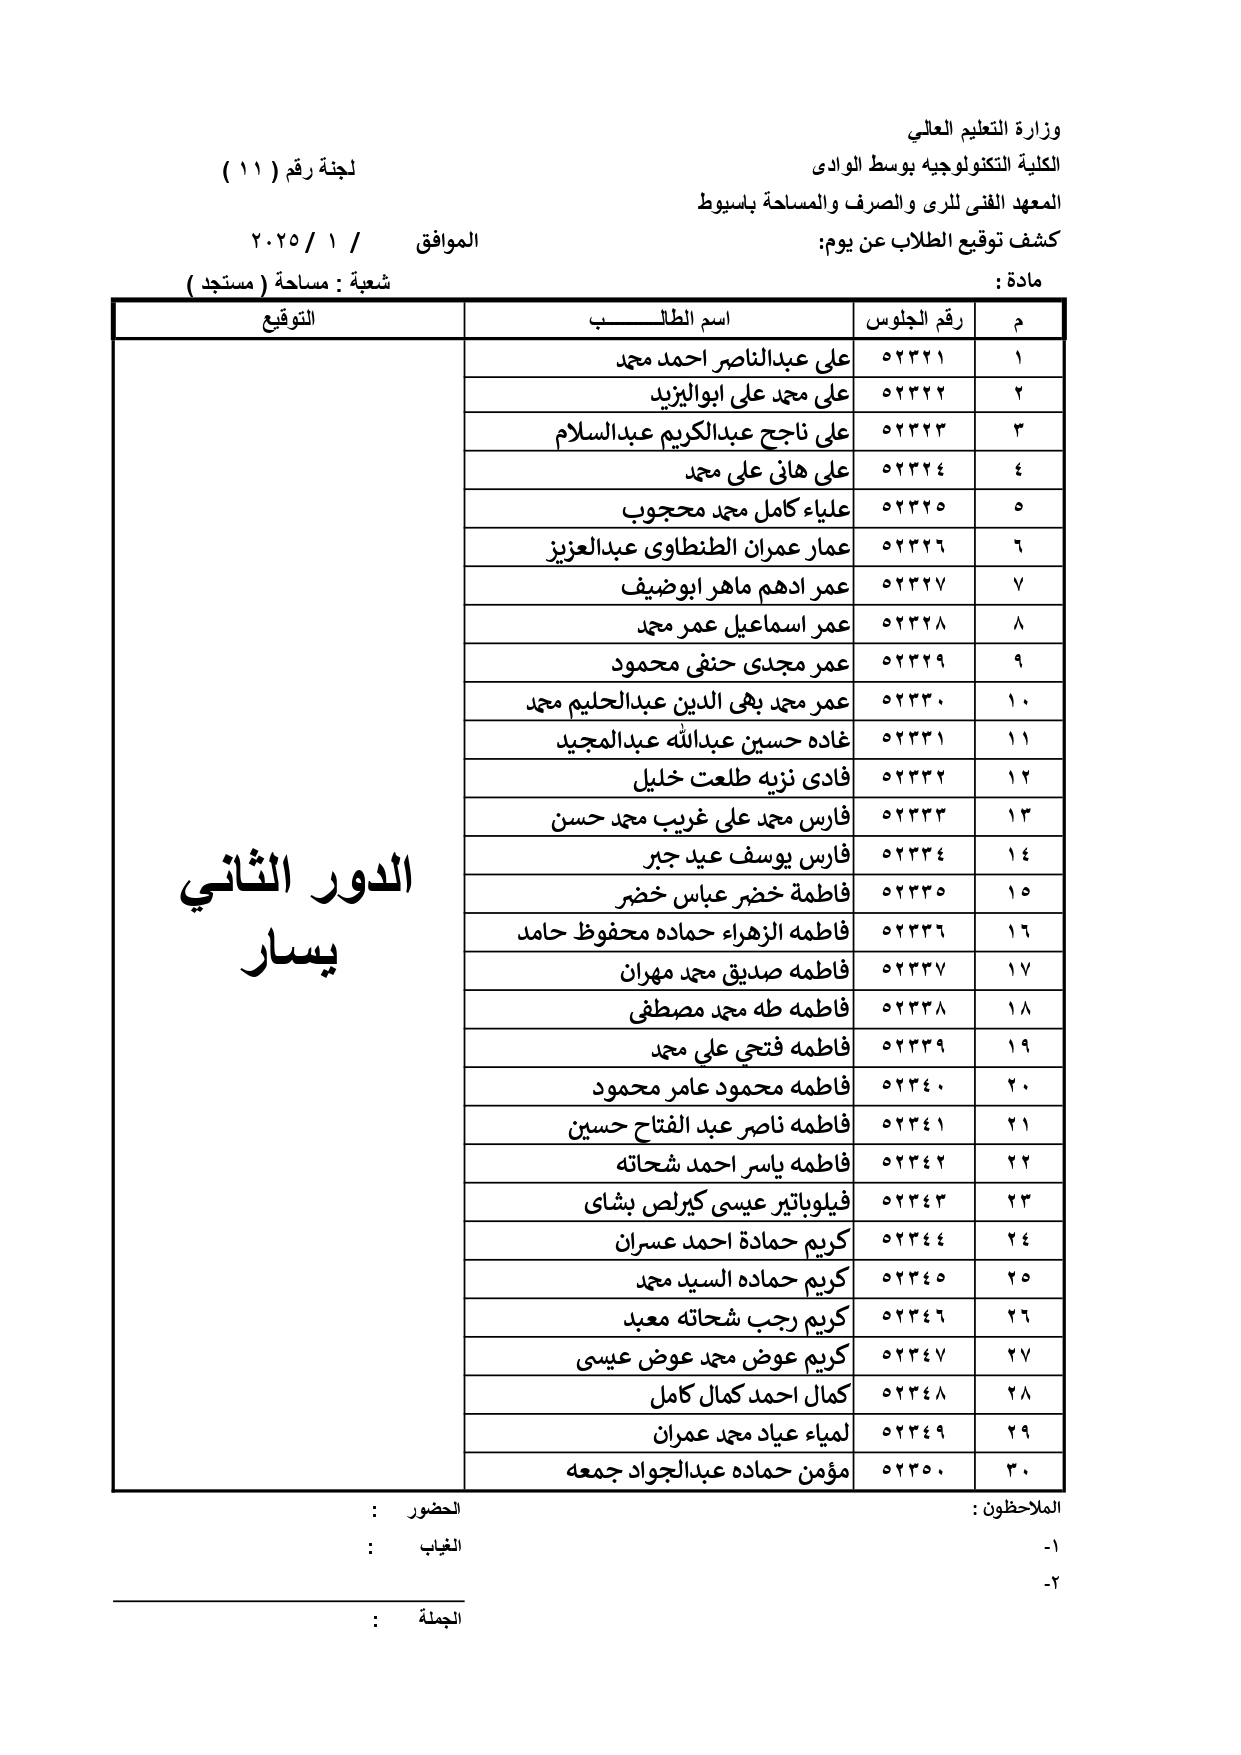 وزارة التعليم العالي
الكلية التكنولوجيه بوسط الوادى
لجنة رقم ( ١١ )
المعهد الفنى للرى والصرف والمساحة باسيوط
كشف توقيع الطلاب عن يوم: الموافق / ١ / ٢٠٢٥
مادة : شعبة : مساحة ( مستجد )
م رقم الجلوس اسم الطالـــــــــب التوقيع
١ ٥٢٣٢١ على عبدالناصر احمد محمد
٢ ٥٢٣٢٢ على محمد على ابواليزيد
٣ ٥٢٣٢٣ على ناجح عبدالكريم عبدالسلام
٤ ٥٢٣٢٤ على هانى على محمد
٥ ٥٢٣٢٥ علياء كامل محمد محجوب
٦ ٥٢٣٢٦ عمار عمران الطنطاوى عبدالعزيز
٧ ٥٢٣٢٧ عمر ادهم ماهر ابوضيف
٨ ٥٢٣٢٨ عمر اسماعيل عمر محمد
٩ ٥٢٣٢٩ عمر مجدى حنفى محمود
١٠ ٥٢٣٣٠ عمر محمد بهى الدين عبدالحليم محمد
١١ ٥٢٣٣١ غاده حسين عبدالله عبدالمجيد
١٢ ٥٢٣٣٢ فادى نزيه طلعت خليل
١٣ ٥٢٣٣٣ فارس محمد على غريب محمد حسن
١٤ ٥٢٣٣٤ فارس يوسف عيد جبر
١٥ ٥٢٣٣٥ فاطمة خضر عباس خضر
١٦ ٥٢٣٣٦ فاطمه الزهراء حماده محفوظ حامد
١٧ ٥٢٣٣٧ فاطمه صديق محمد مهران
١٨ ٥٢٣٣٨ فاطمه طه محمد مصطفى
١٩ ٥٢٣٣٩ فاطمه فتحي علي محمد
٢٠ ٥٢٣٤٠ فاطمه محمود عامر محمود
٢١ ٥٢٣٤١ فاطمه ناصر عبد الفتاح حسين
٢٢ ٥٢٣٤٢ فاطمه ياسر احمد شحاته
٢٣ ٥٢٣٤٣ فيلوباتير عيسى كيرلص بشاى
٢٤ ٥٢٣٤٤ كريم حمادة احمد عسران
٢٥ ٥٢٣٤٥ كريم حماده السيد محمد
٢٦ ٥٢٣٤٦ كريم رجب شحاته معبد
٢٧ ٥٢٣٤٧ كريم عوض محمد عوض عيسى
٢٨ ٥٢٣٤٨ كمال احمد كمال كامل
٢٩ ٥٢٣٤٩ لمياء عياد محمد عمران
٣٠ ٥٢٣٥٠ مؤمن حماده عبدالجواد جمعه
الدور الثاني
يسار
الملاحظون : الحضور :
١- الغياب :
٢-
الجملة :